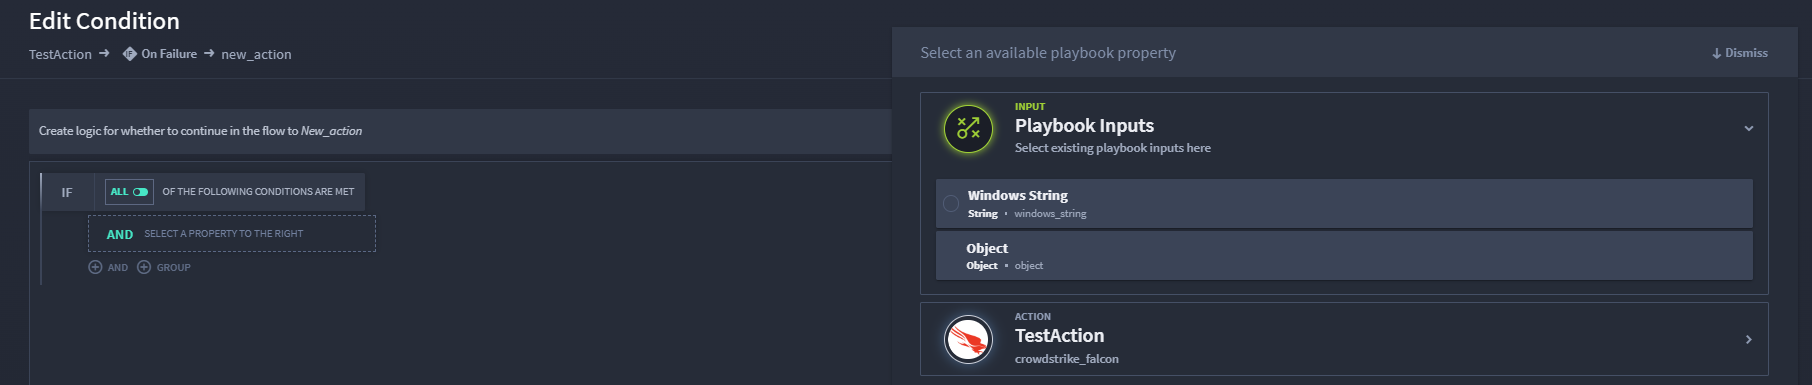 Edit Condition
TestAction → IF On Failure → new_action
Create logic for whether to continue in the flow to New_action
IF ALL OF THE FOLLOWING CONDITIONS ARE MET
AND SELECT A PROPERTY TO THE RIGHT
AND GROUP
Select an available playbook property
Dismiss
INPUT
Playbook Inputs
Select existing playbook inputs here
Windows String
String • windows_string
Object
Object • object
ACTION
TestAction
crowdstrike_falcon